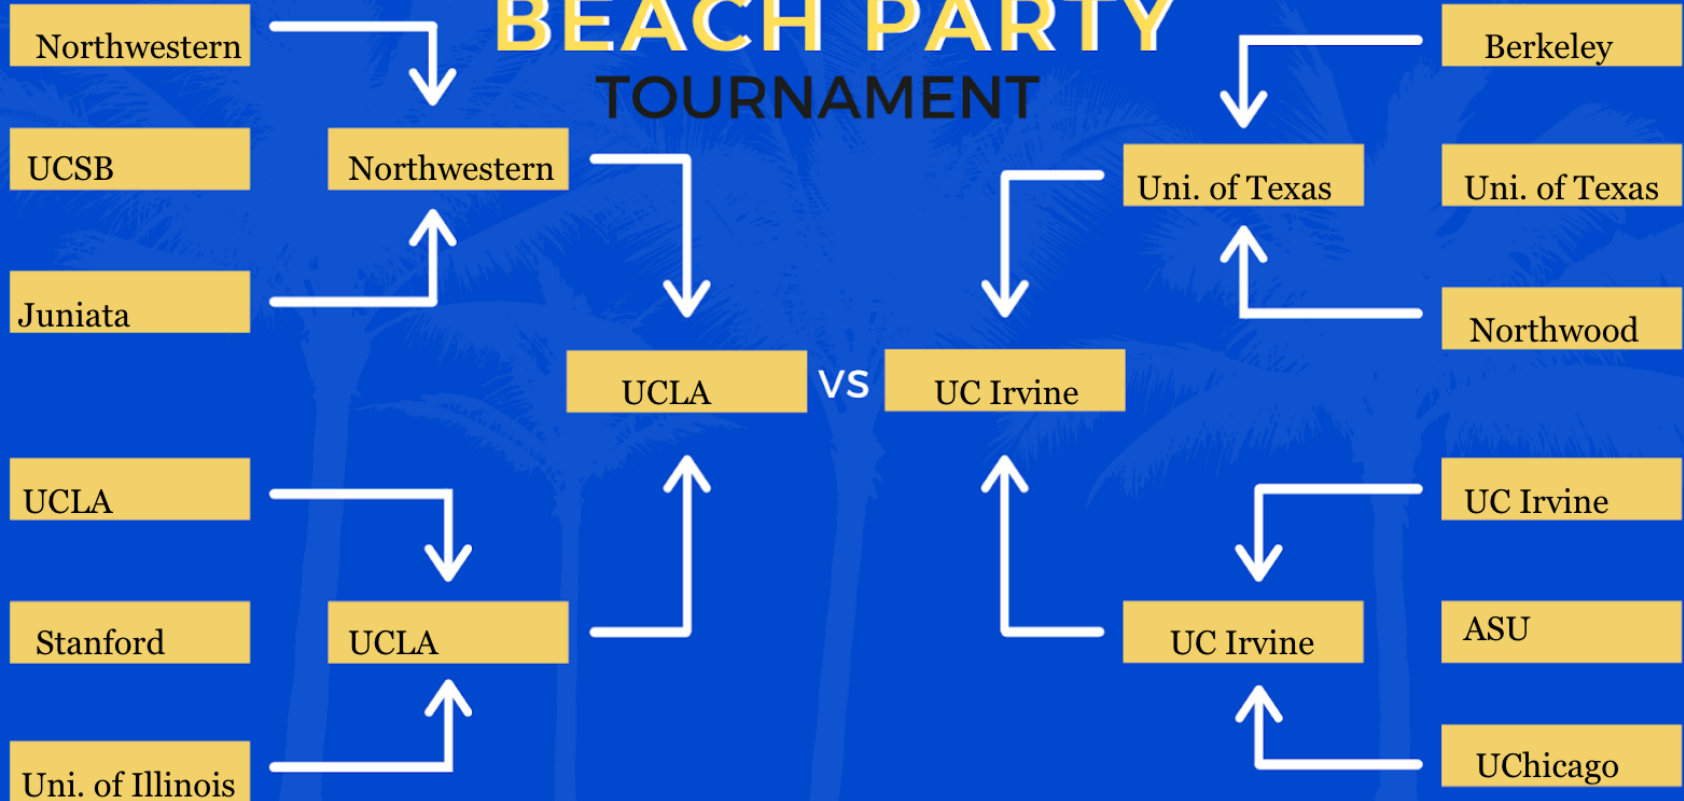 BEACH PARTY
TOURNAMENT
Northwestern
Berkeley
UCSB
Northwestern
Uni. of Texas
Uni. of Texas
Juniata
Northwood
UCLA
VS
UC Irvine
UCLA
UC Irvine
Stanford
UCLA
UC Irvine
ASU
Uni. of Illinois
UChicago